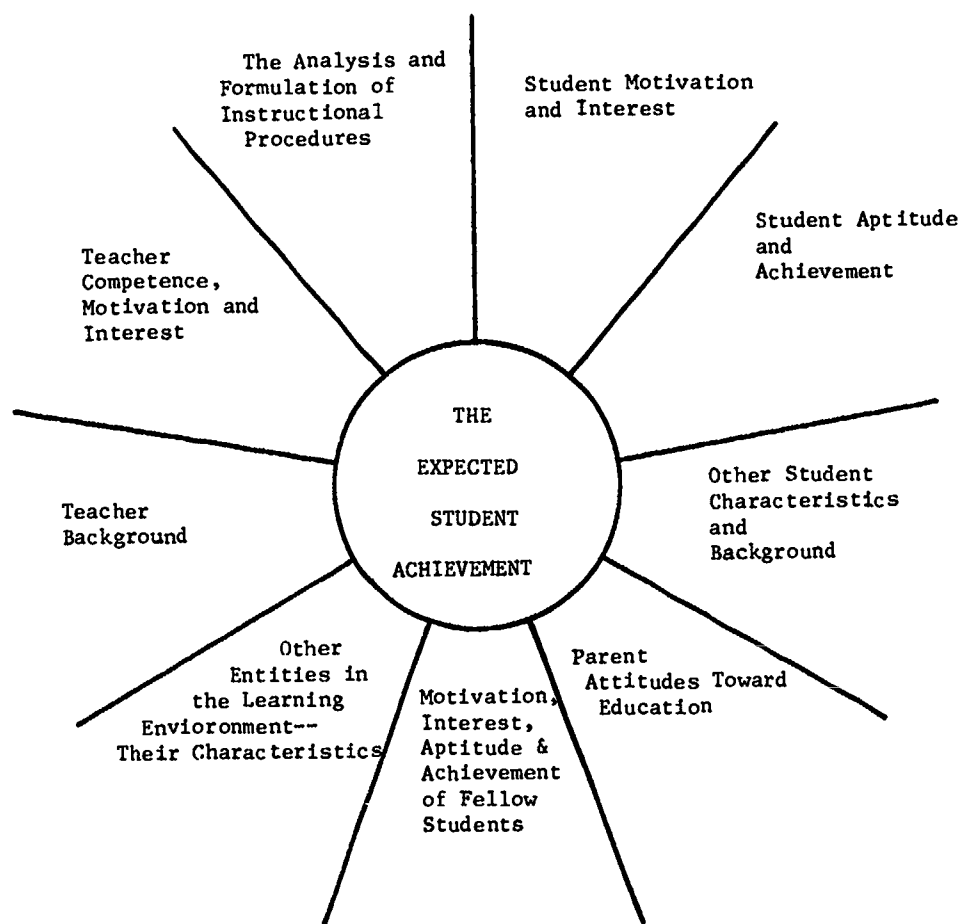 The Analysis and
Formulation of
Instructional
Procedures
Student Motivation
and Interest
Student Aptitude
and
Achievement
Teacher
Competence,
Motivation and
Interest
THE
EXPECTED
STUDENT
ACHIEVEMENT
Other Student
Characteristics
and
Background
Teacher
Background
Other
Entities in
the Learning
Envioronment--
Their Characteristics
Motivation,
Interest,
Aptitude &
Achievement
of Fellow
Students
Parent
Attitudes Toward
Education